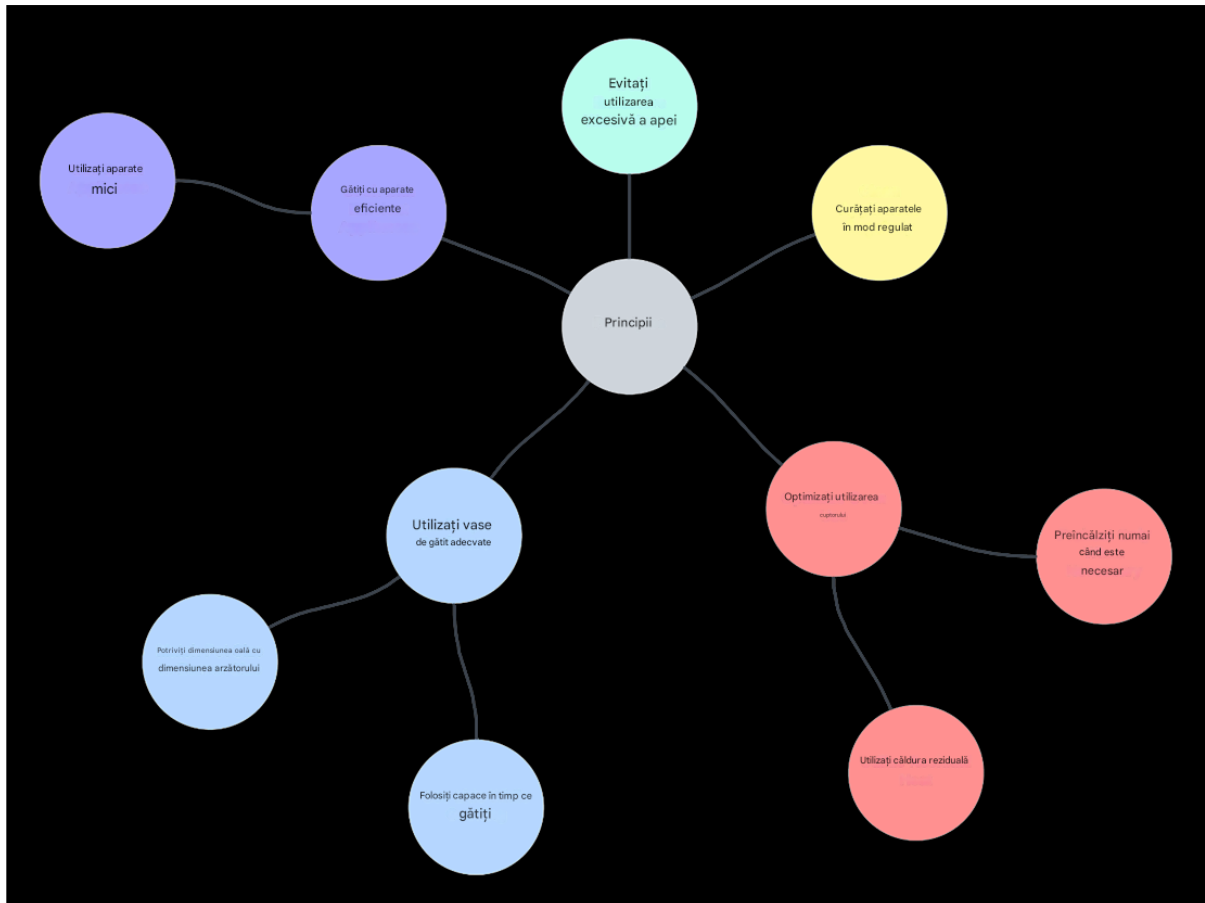 Evitați
utilizarea
excesivă a apei
Utilizați aparate
mici
Gătiți cu aparate
eficiente
Curățați aparatele
în mod regulat
Principii
Utilizați vase
de gătit adecvate
Optimizați utilizarea
cuptorului
Preîncălziți numai
când este
necesar
Potriviți dimensiunea oală cu
dimensiunea arzătorului
Folosiți capace în timp ce
gătiți
Utilizați căldura reziduală